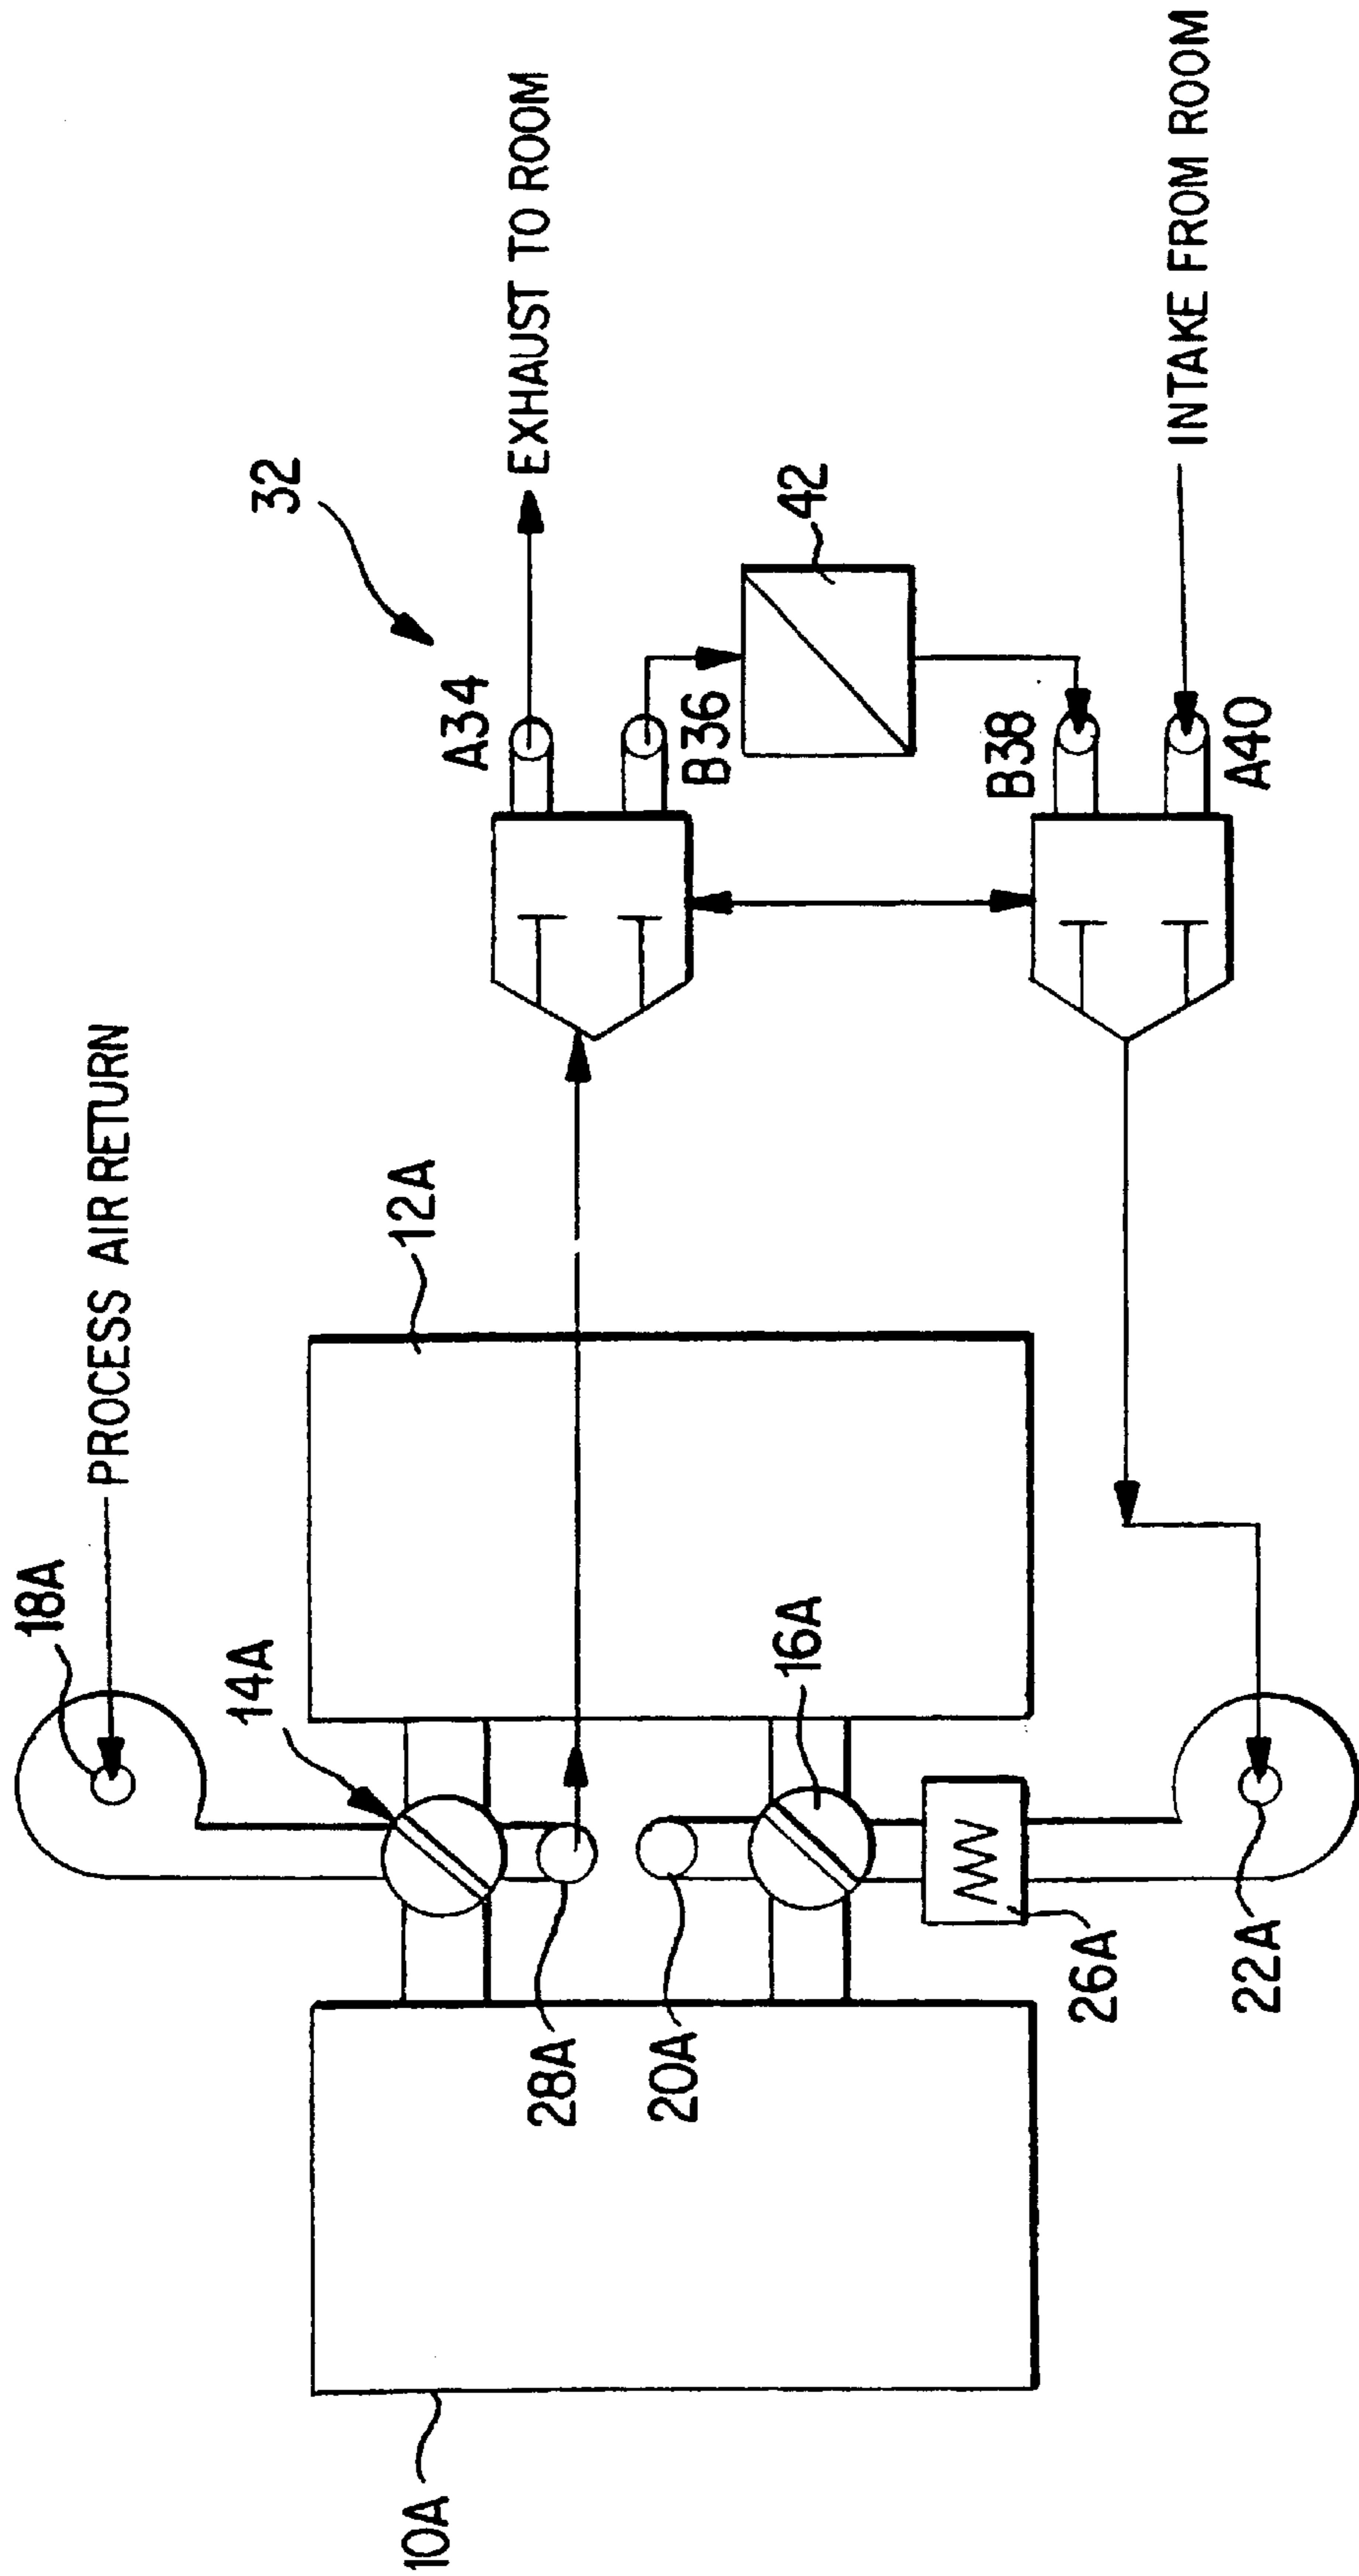 PROCESS AIR RETURN
18A
14A
12A
32
EXHAUST TO ROOM
A34
B36
42
B38
A40
INTAKE FROM ROOM
16A
10A
28A
20A
26A
22A